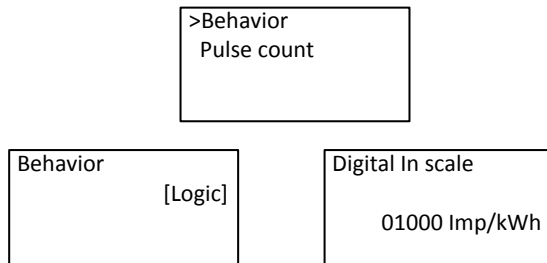 >Behavior
Pulse count
Behavior
[Logic]
Digital In scale
01000 Imp/kWh